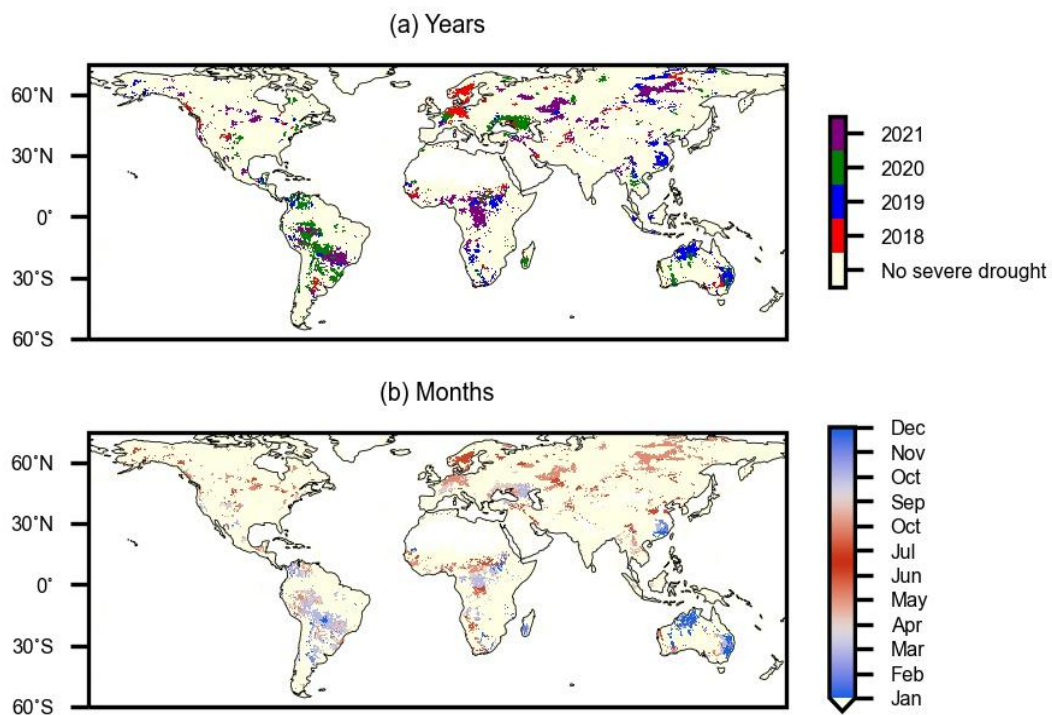 (a) Years
60°N
30°N
0°
30°S
60°S
2021
2020
2019
2018
No severe drought
(b) Months
60°N
30°N
0°
30°S
60°S
Dec
Nov
Oct
Sep
Oct
Jul
Jun
May
Apr
Mar
Feb
Jan